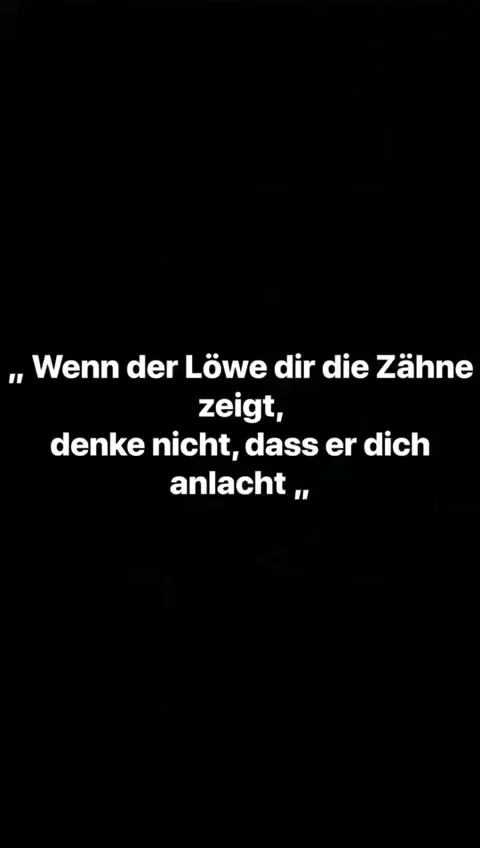 „ Wenn der Löwe dir die Zähne
zeigt,
denke nicht, dass er dich
anlacht „